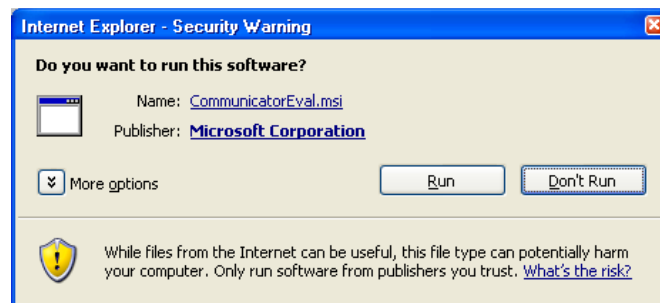 Internet Explorer - Security Warning
Do you want to run this software?
Name: CommunicatorEval.msi
Publisher: Microsoft Corporation
More options
Run
Don't Run
While files from the Internet can be useful, this file type can potentially harm
your computer. Only run software from publishers you trust. What's the risk?